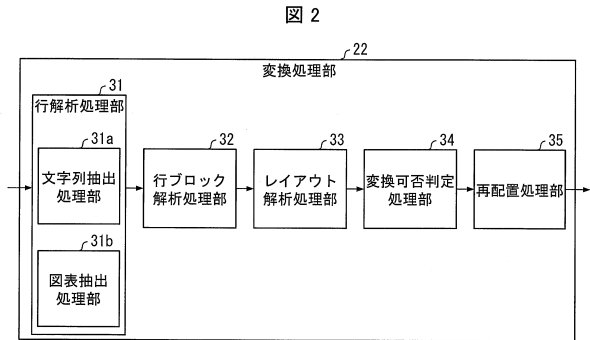 図 2
22
変換処理部
31
行解析処理部
31a
文字列抽出
処理部
31b
図表抽出
処理部
32
行ブロック
解析処理部
33
レイアウト
解析処理部
34
変換可否判定
処理部
35
再配置処理部